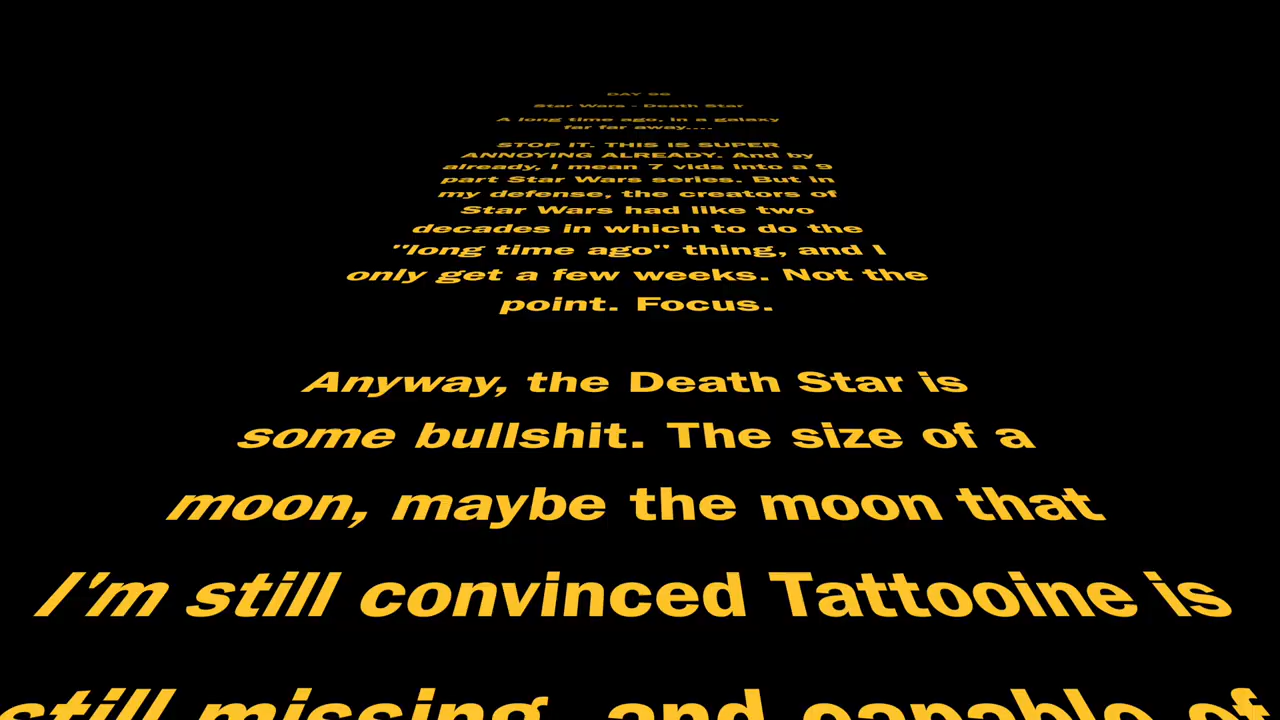 DAY 96
Star Wars - Death Star
A long time ago, in a galaxy
far far away....
STOP IT. THIS IS SUPER
ANNOYING ALREADY. And by
already, I mean 7 vids into a 9
part Star Wars series. But in
my defense, the creators of
Star Wars had like two
decades in which to do the
"long time ago" thing, and I
only get a few weeks. Not the
point. Focus.
Anyway, the Death Star is
some bullshit. The size of a
moon, maybe the moon that
I'm still convinced Tattooine is
still missing, and capable of